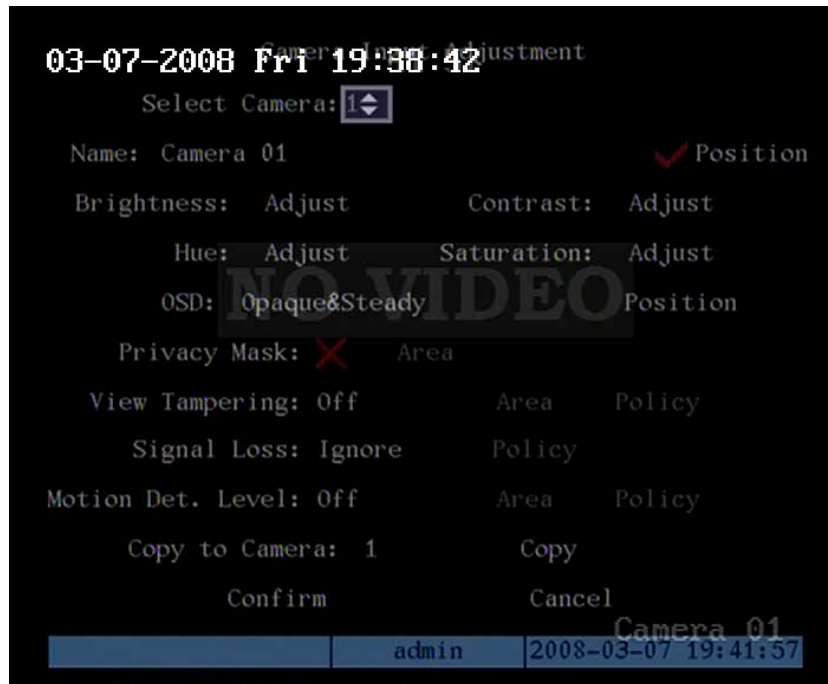 Camera Input Adjustment
03-07-2008 Fri 19:38:42
Select Camera: 1
Name: Camera 01 Position
Brightness: Adjust Contrast: Adjust
Hue: Adjust Saturation: Adjust
NO VIDEO
OSD: Opaque&Steady Position
Privacy Mask: Area
View Tampering: Off Area Policy
Signal Loss: Ignore Policy
Motion Det. Level: Off Area Policy
Copy to Camera: 1 Copy
Confirm Cancel
Camera 01
admin 2008-03-07 19:41:57